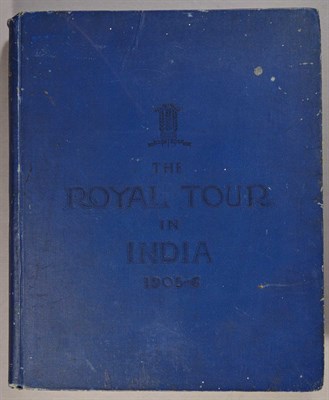 THE
ROYAL TOUR
IN
INDIA
1905-6